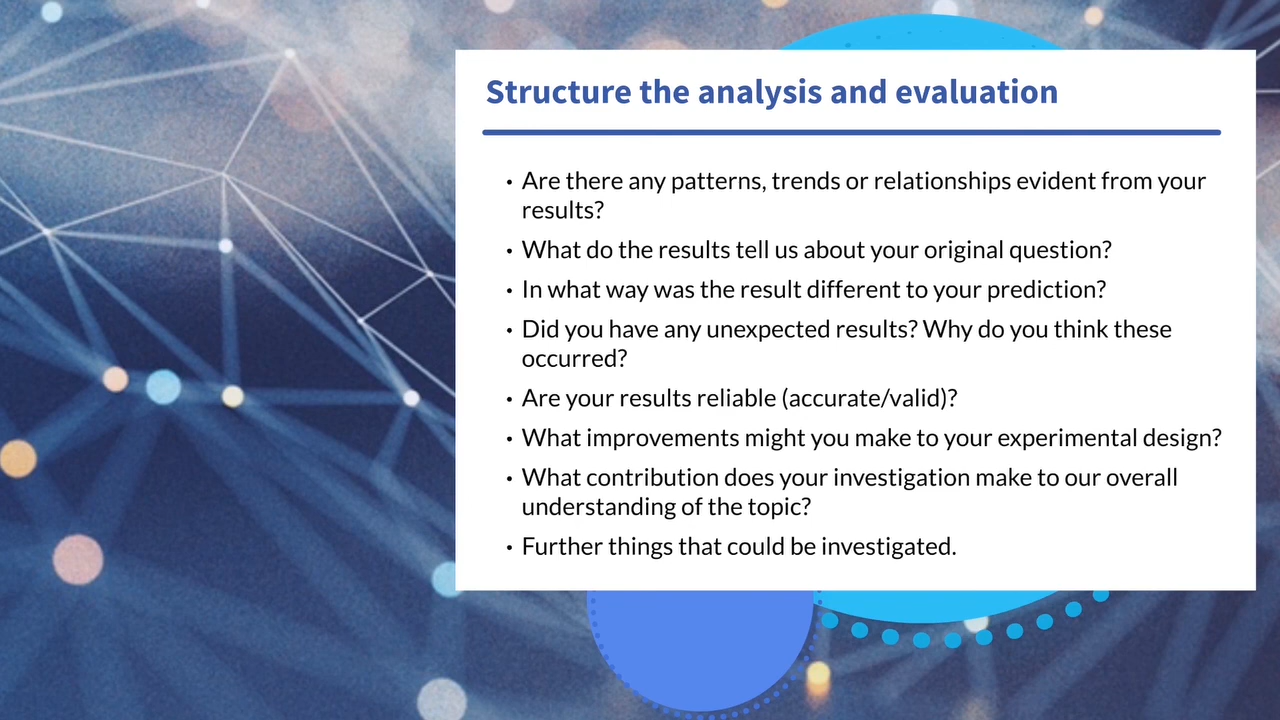 Structure the analysis and evaluation
• Are there any patterns, trends or relationships evident from your
results?
• What do the results tell us about your original question?
• In what way was the result different to your prediction?
• Did you have any unexpected results? Why do you think these
occurred?
• Are your results reliable (accurate/valid)?
• What improvements might you make to your experimental design?
• What contribution does your investigation make to our overall
understanding of the topic?
• Further things that could be investigated.